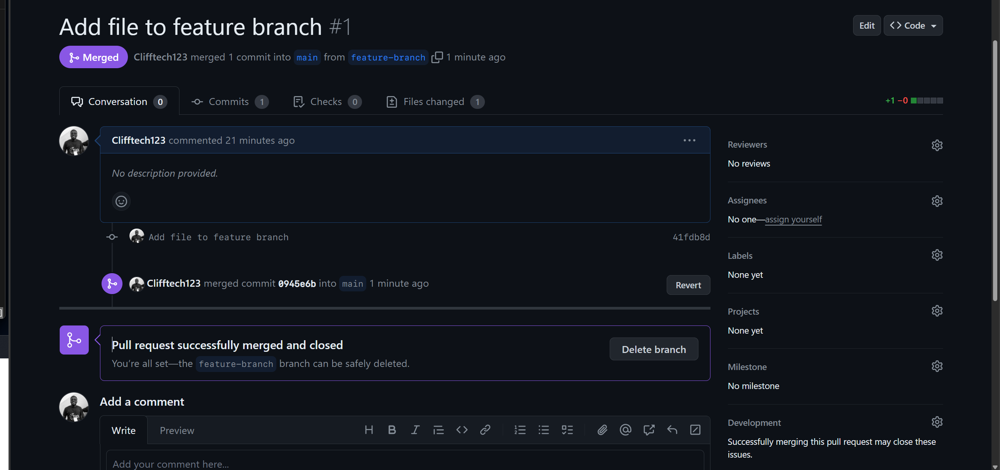 Add file to feature branch #1
Edit
Code
Merged
Clifftech123 merged 1 commit into main from feature-branch 1 minute ago
Conversation 0
Commits 1
Checks 0
Files changed 1
+1 −0
Clifftech123 commented 21 minutes ago
No description provided.
Add file to feature branch
41fdb8d
Clifftech123 merged commit 0945e6b into main 1 minute ago
Revert
Pull request successfully merged and closed
You’re all set—the feature-branch branch can be safely deleted.
Delete branch
Add a comment
Write
Preview
Add your comment here...
Reviewers
No reviews
Assignees
No one—assign yourself
Labels
None yet
Projects
None yet
Milestone
No milestone
Development
Successfully merging this pull request may close these
issues.